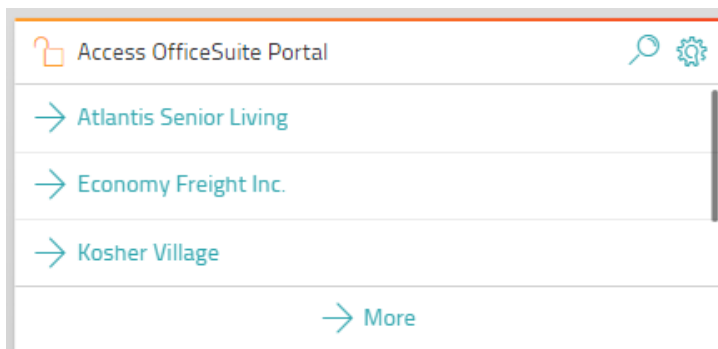 Access OfficeSuite Portal
Atlantis Senior Living
Economy Freight Inc.
Kosher Village
More